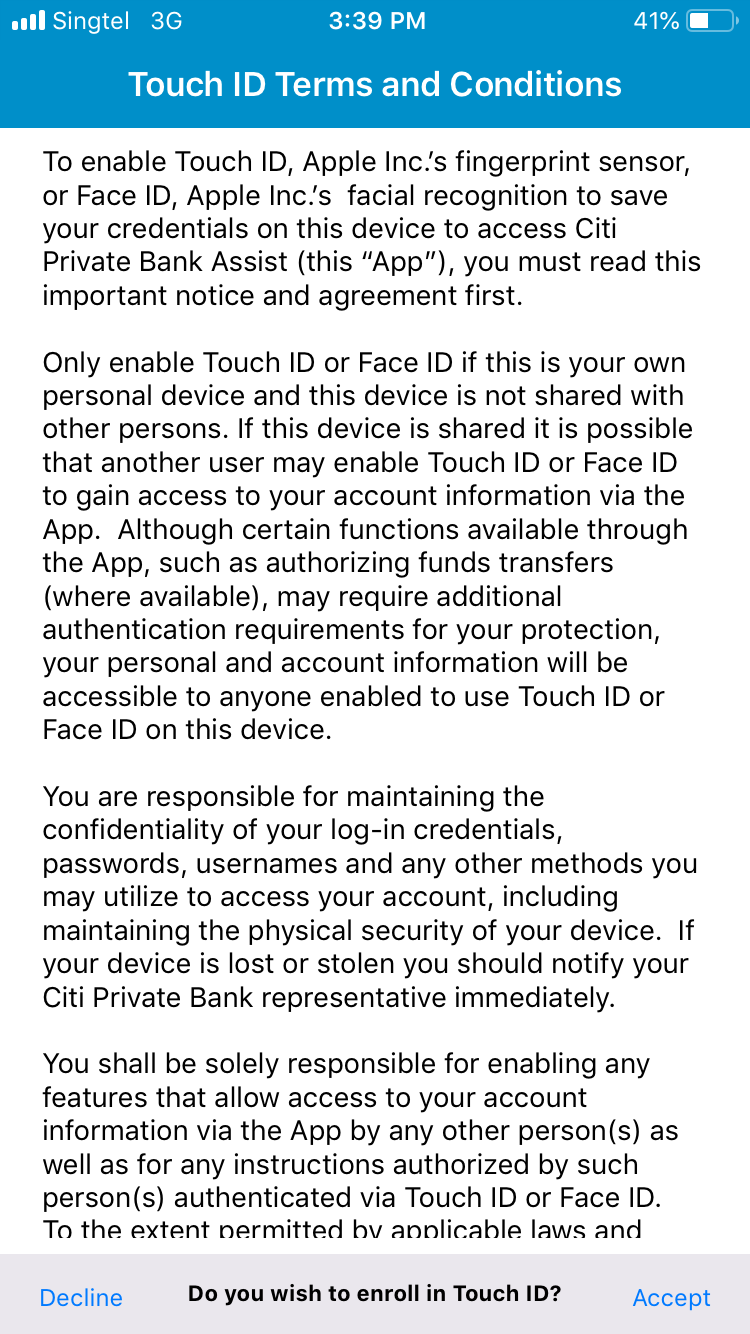 Singtel 3G 3:39 PM 41%
Touch ID Terms and Conditions
To enable Touch ID, Apple Inc.’s fingerprint sensor,
or Face ID, Apple Inc.’s  facial recognition to save
your credentials on this device to access Citi
Private Bank Assist (this “App”), you must read this
important notice and agreement first.
Only enable Touch ID or Face ID if this is your own
personal device and this device is not shared with
other persons. If this device is shared it is possible
that another user may enable Touch ID or Face ID
to gain access to your account information via the
App.  Although certain functions available through
the App, such as authorizing funds transfers
(where available), may require additional
authentication requirements for your protection,
your personal and account information will be
accessible to anyone enabled to use Touch ID or
Face ID on this device.
You are responsible for maintaining the
confidentiality of your log-in credentials,
passwords, usernames and any other methods you
may utilize to access your account, including
maintaining the physical security of your device.  If
your device is lost or stolen you should notify your
Citi Private Bank representative immediately.
You shall be solely responsible for enabling any
features that allow access to your account
information via the App by any other person(s) as
well as for any instructions authorized by such
person(s) authenticated via Touch ID or Face ID.
To the extent permitted by applicable laws and
Decline Do you wish to enroll in Touch ID? Accept